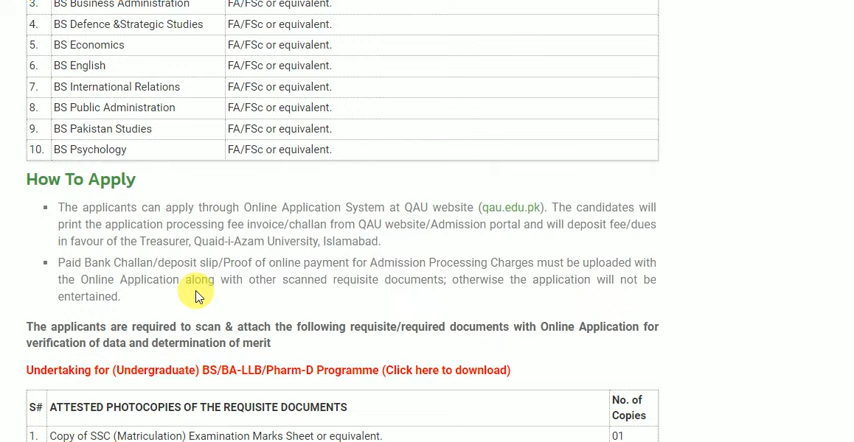 3. BS Business Administration FA/FSc or equivalent.
4. BS Defence &Strategic Studies FA/FSc or equivalent.
5. BS Economics FA/FSc or equivalent.
6. BS English FA/FSc or equivalent.
7. BS International Relations FA/FSc or equivalent.
8. BS Public Administration FA/FSc or equivalent.
9. BS Pakistan Studies FA/FSc or equivalent.
10. BS Psychology FA/FSc or equivalent.
How To Apply
The applicants can apply through Online Application System at QAU website (qau.edu.pk). The candidates will
print the application processing fee invoice/challan from QAU website/Admission portal and will deposit fee/dues
in favour of the Treasurer, Quaid-i-Azam University, Islamabad.
Paid Bank Challan/deposit slip/Proof of online payment for Admission Processing Charges must be uploaded with
the Online Application along with other scanned requisite documents; otherwise the application will not be
entertained.
The applicants are required to scan & attach the following requisite/required documents with Online Application for
verification of data and determination of merit
Undertaking for (Undergraduate) BS/BA-LLB/Pharm-D Programme (Click here to download)
S# ATTESTED PHOTOCOPIES OF THE REQUISITE DOCUMENTS No. of
Copies
1. Copy of SSC (Matriculation) Examination Marks Sheet or equivalent. 01